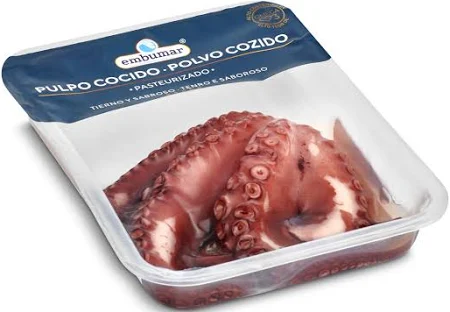 embumar
PULPO COCIDO · POLVO COZIDO
• PASTEURIZADO •
TIERNO Y SABROSO · TENRO E SABOROSO